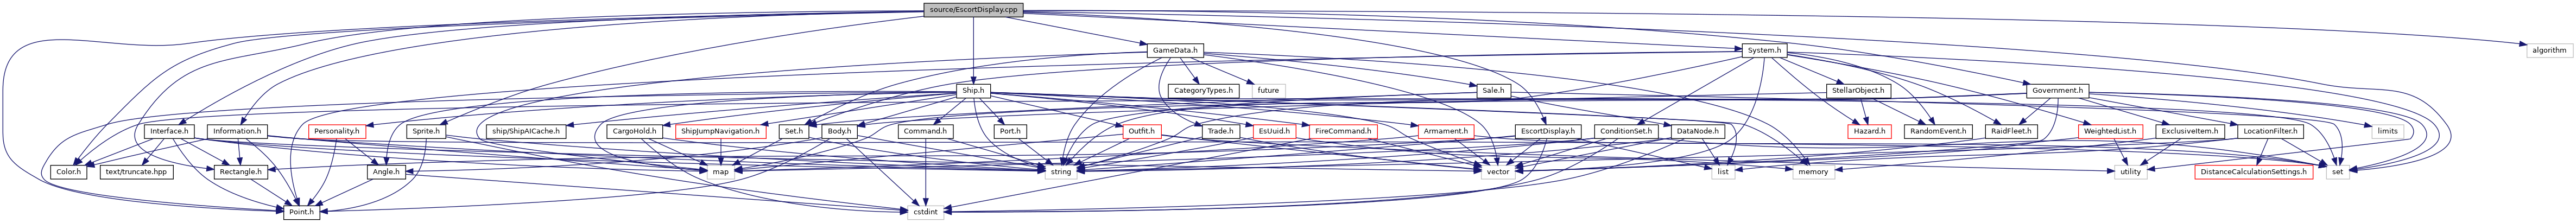 source/EscortDisplay.cpp
GameData.h
System.h
algorithm
Ship.h
CategoryTypes.h
future
Sale.h
StellarObject.h
Government.h
Interface.h
Information.h
Personality.h
Sprite.h
ship/ShipAICache.h
CargoHold.h
ShipJumpNavigation.h
Set.h
Body.h
Command.h
Port.h
Outfit.h
Trade.h
EsUuid.h
FireCommand.h
Armament.h
EscortDisplay.h
ConditionSet.h
DataNode.h
Hazard.h
RandomEvent.h
RaidFleet.h
WeightedList.h
ExclusiveItem.h
LocationFilter.h
limits
Color.h
text/truncate.hpp
Rectangle.h
Angle.h
map
string
vector
list
memory
utility
DistanceCalculationSettings.h
set
Point.h
cstdint